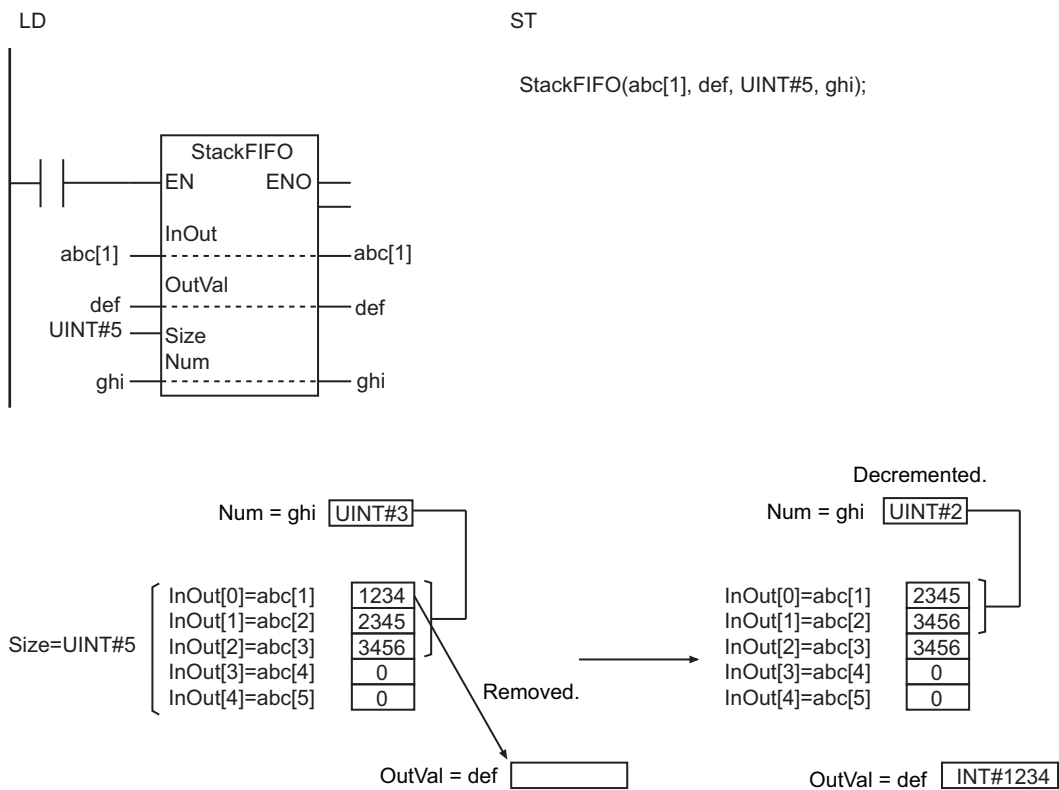 LD
ST
StackFIFO(abc[1], def, UINT#5, ghi);
StackFIFO
EN ENO
InOut
abc[1] abc[1]
OutVal
def def
UINT#5 Size
Num
ghi ghi
Decremented.
Num = ghi UINT#3
Num = ghi UINT#2
Size=UINT#5
InOut[0]=abc[1] 1234
InOut[1]=abc[2] 2345
InOut[2]=abc[3] 3456
InOut[3]=abc[4] 0
InOut[4]=abc[5] 0
Removed.
OutVal = def
InOut[0]=abc[1] 2345
InOut[1]=abc[2] 3456
InOut[2]=abc[3] 3456
InOut[3]=abc[4] 0
InOut[4]=abc[5] 0
OutVal = def INT#1234